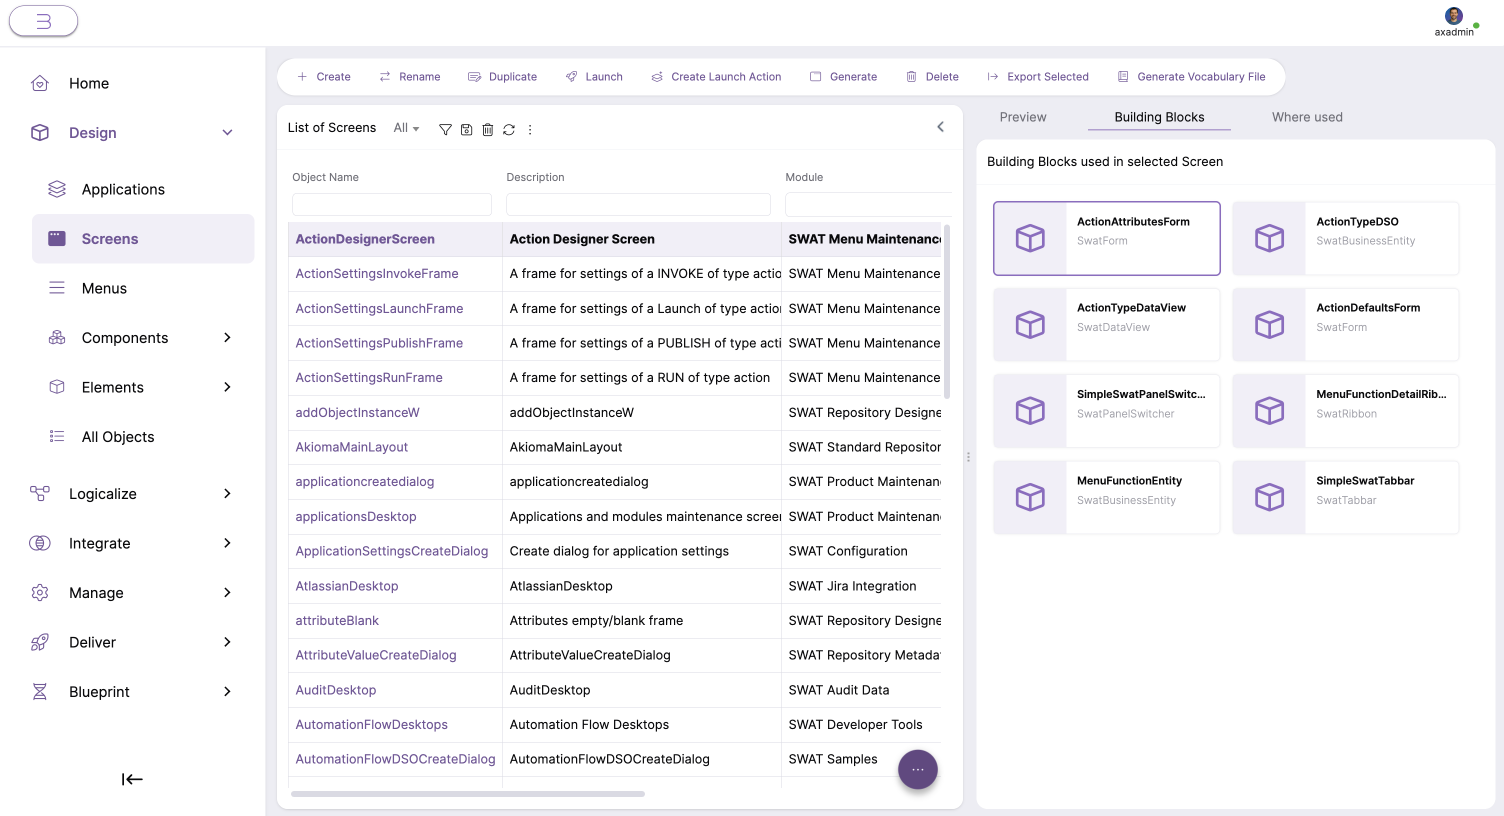 axadmin
Home
Design
Applications
Screens
Menus
Components
Elements
All Objects
Logicalize
Integrate
Manage
Deliver
Blueprint
Create Rename Duplicate Launch Create Launch Action Generate Delete Export Selected Generate Vocabulary File
List of Screens All
Object Name Description Module
ActionDesignerScreen Action Designer Screen SWAT Menu Maintenanc
ActionSettingsInvokeFrame A frame for settings of a INVOKE of type actio SWAT Menu Maintenance
ActionSettingsLaunchFrame A frame for settings of a Launch of type action SWAT Menu Maintenance
ActionSettingsPublishFrame A frame for settings of a PUBLISH of type acti SWAT Menu Maintenance
ActionSettingsRunFrame A frame for settings of a RUN of type action SWAT Menu Maintenance
addObjectInstanceW addObjectInstanceW SWAT Repository Designe
AkiomaMainLayout AkiomaMainLayout SWAT Standard Repositor
applicationcreatedialog applicationcreatedialog SWAT Product Maintenan
applicationsDesktop Applications and modules maintenance screen SWAT Product Maintenan
ApplicationSettingsCreateDialog Create dialog for application settings SWAT Configuration
AtlassianDesktop AtlassianDesktop SWAT Jira Integration
attributeBlank Attributes empty/blank frame SWAT Repository Designe
AttributeValueCreateDialog AttributeValueCreateDialog SWAT Repository Metada
AuditDesktop AuditDesktop SWAT Audit Data
AutomationFlowDesktops Automation Flow Desktops SWAT Developer Tools
AutomationFlowDSOCreateDialog AutomationFlowDSOCreateDialog SWAT Samples
Preview Building Blocks Where used
Building Blocks used in selected Screen
ActionAttributesForm
SwatForm
ActionTypeDSO
SwatBusinessEntity
ActionTypeDataView
SwatDataView
ActionDefaultsForm
SwatForm
SimpleSwatPanelSwitc...
SwatPanelSwitcher
MenuFunctionDetailRib...
SwatRibbon
MenuFunctionEntity
SwatBusinessEntity
SimpleSwatTabbar
SwatTabbar